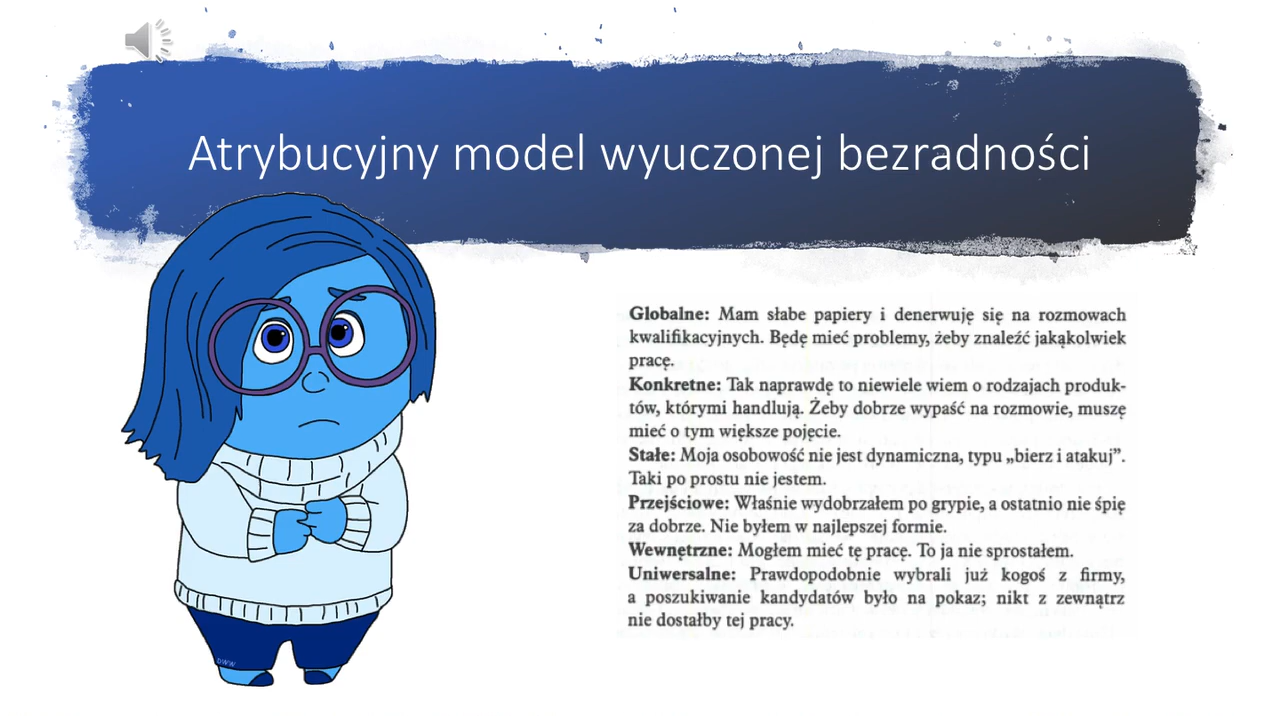 Atrybucyjny model wyuczonej bezradności
Globalne: Mam słabe papiery i denerwuję się na rozmowach
kwalifikacyjnych. Będę mieć problemy, żeby znaleźć jakąkolwiek
pracę.
Konkretne: Tak naprawdę to niewiele wiem o rodzajach produk-
tów, którymi handlują. Żeby dobrze wypaść na rozmowie, muszę
mieć o tym większe pojęcie.
Stałe: Moja osobowość nie jest dynamiczna, typu „bierz i atakuj”.
Taki po prostu nie jestem.
Przejściowe: Właśnie wydobrzałem po grypie, a ostatnio nie śpię
za dobrze. Nie byłem w najlepszej formie.
Wewnętrzne: Mogłem mieć tę pracę. To ja nie sprostałem.
Uniwersalne: Prawdopodobnie wybrali już kogoś z firmy,
a poszukiwanie kandydatów było na pokaz; nikt z zewnątrz
nie dostałby tej pracy.
DWW